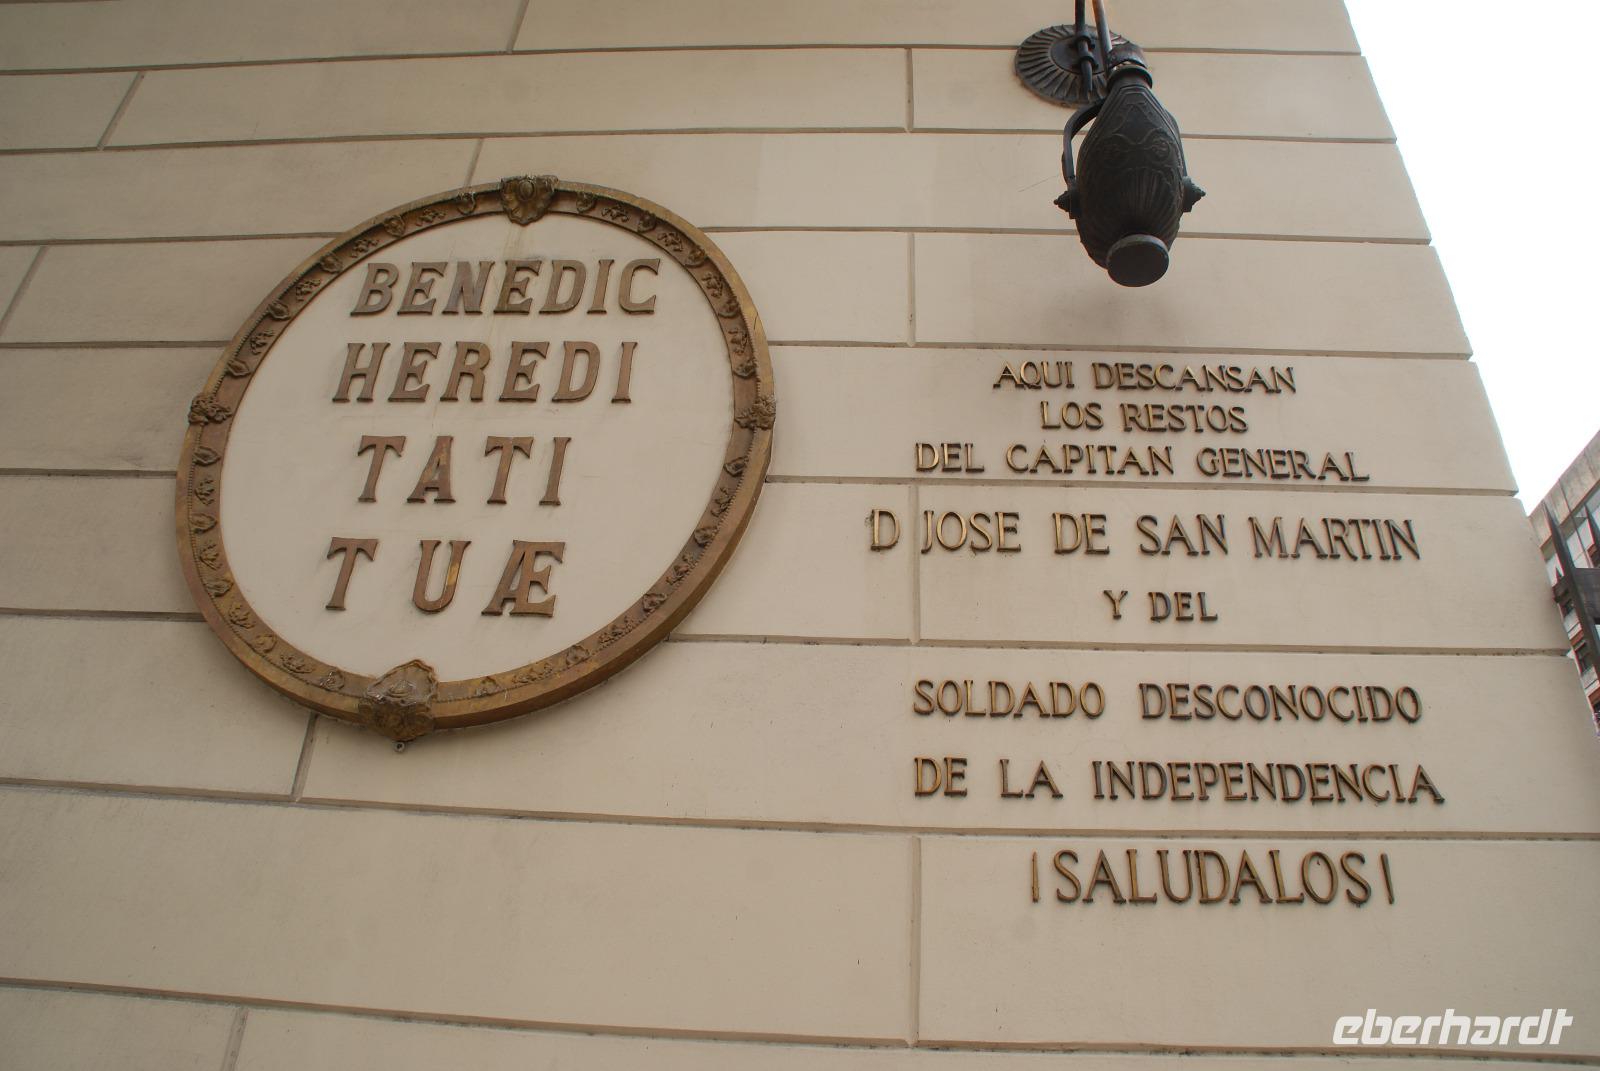 BENEDIC
HEREDI
TATI
TUÆ
AQUI DESCANSAN
LOS RESTOS
DEL CAPITAN GENERAL
D JOSE DE SAN MARTIN
Y DEL
SOLDADO DESCONOCIDO
DE LA INDEPENDENCIA
¡SALUDALOS!
eberhardt